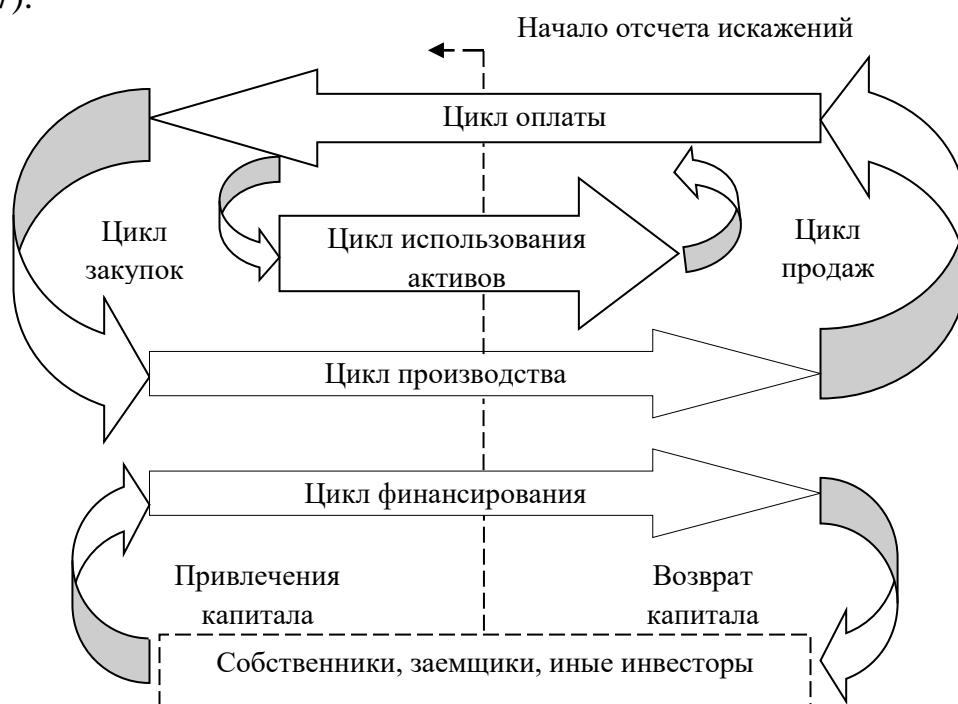 7).
Начало отсчета искажений
Цикл оплаты
Цикл
закупок
Цикл использования
активов
Цикл
продаж
Цикл производства
Цикл финансирования
Привлечения
капитала
Возврат
капитала
Собственники, заемщики, иные инвесторы